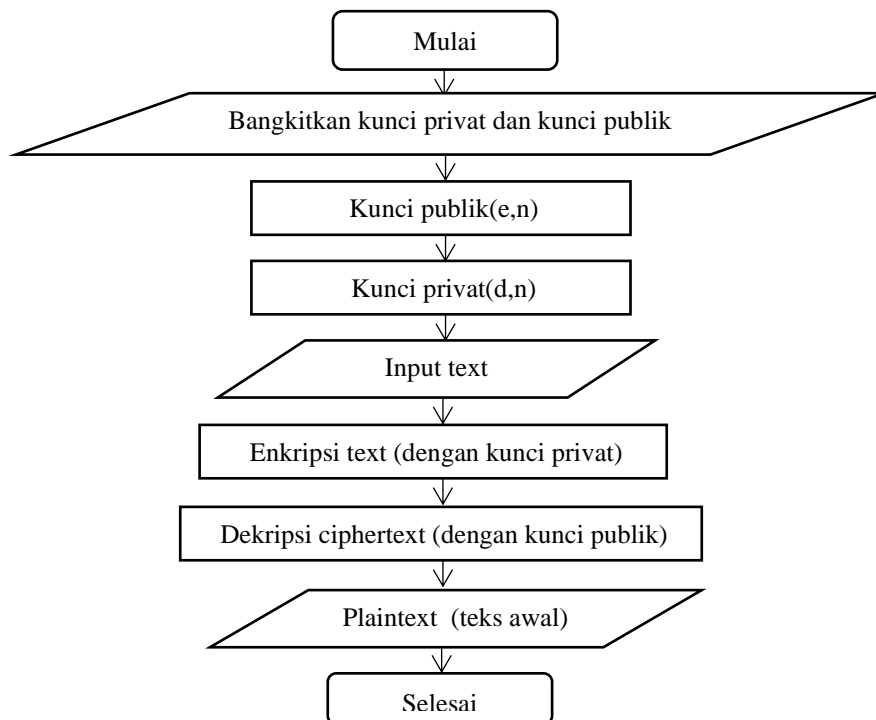 Mulai
Bangkitkan kunci privat dan kunci publik
Kunci publik(e,n)
Kunci privat(d,n)
Input text
Enkripsi text (dengan kunci privat)
Dekripsi ciphertext (dengan kunci publik)
Plaintext  (teks awal)
Selesai